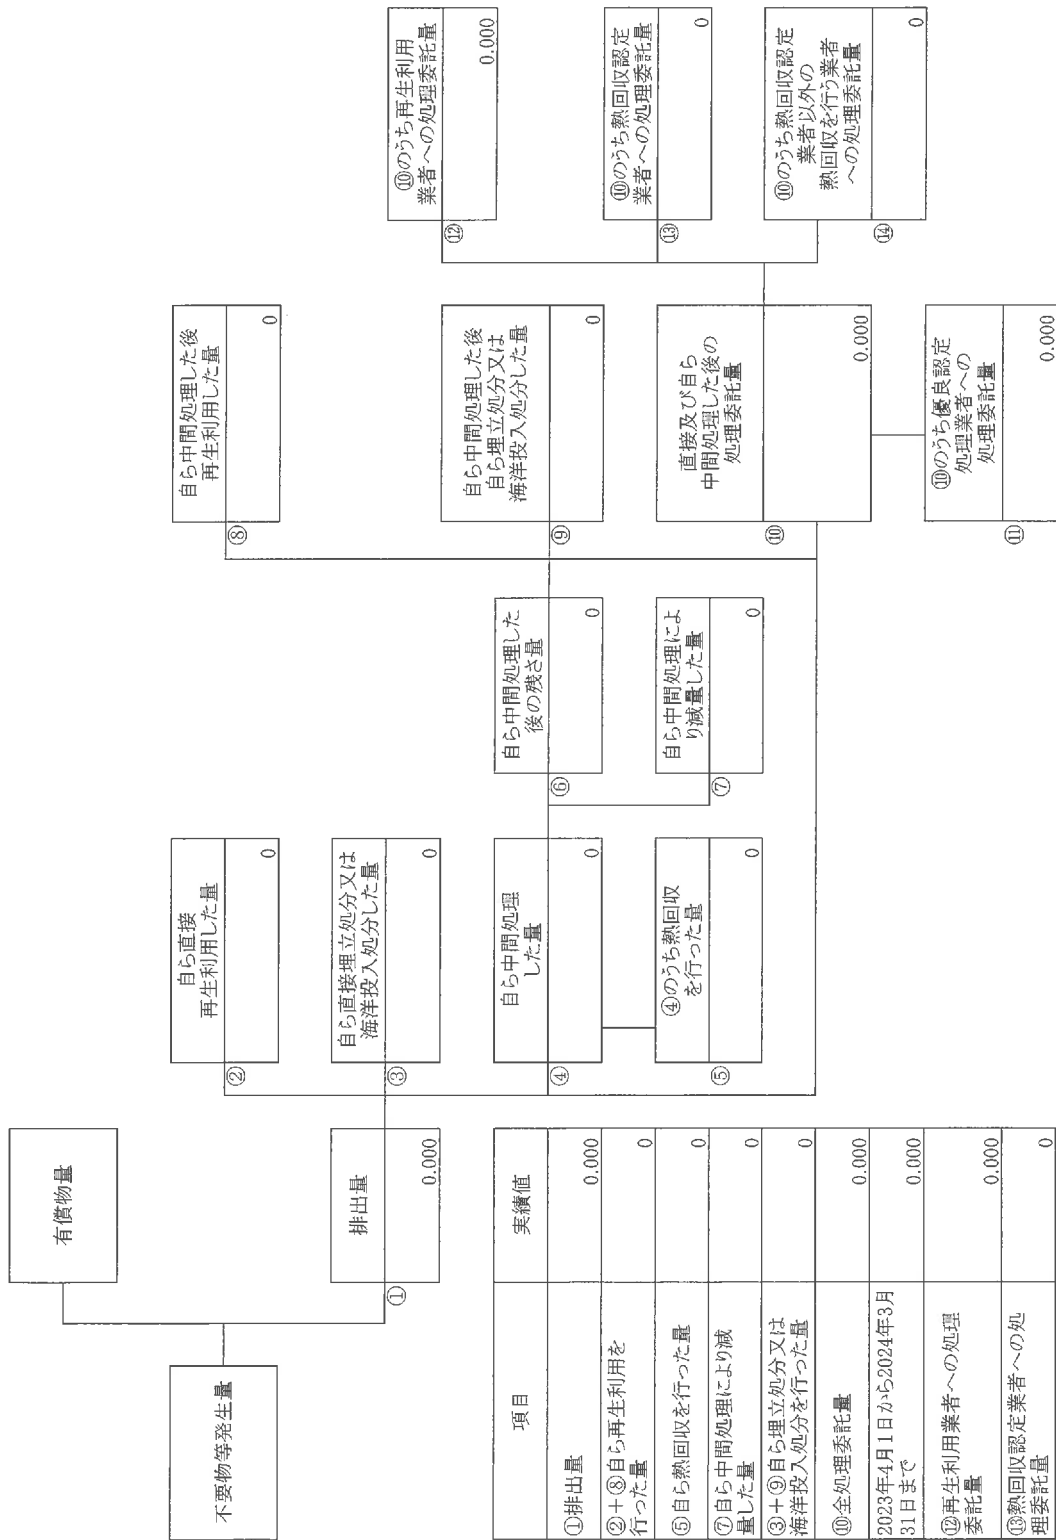 不要物等発生量
有償物量
排出量
①
0.000
自ら直接
再生利用した量
②
0
自ら直接埋立処分又は
海洋投入処分した量
③
0
自ら中間処理
した量
④
0
④のうち熱回収
を行った量
⑤
0
自ら中間処理した
後の残さ量
⑥
0
自ら中間処理によ
り減量した量
⑦
0
自ら中間処理した後
再生利用した量
⑧
0
自ら中間処理した後
自ら埋立処分又は
海洋投入処分した量
⑨
0
直接及び自ら
中間処理した後の
処理委託量
⑩
0.000
⑩のうち優良認定
処理業者への
処理委託量
⑪
0.000
⑩のうち再生利用
業者への処理委託量
⑫
0.000
⑩のうち熱回収認定
業者への処理委託量
⑬
0
⑩のうち熱回収認定
業者以外の
熱回収を行う業者
への処理委託量
⑭
0
項目
実績値
①排出量
0.000
②+⑧自ら再生利用を
行った量
0
⑤自ら熱回収を行った量
0
⑦自ら中間処理により減
量した量
0
③+⑨自ら埋立処分又は
海洋投入処分を行った量
0
⑩全処理委託量
0.000
2023年4月1日から2024年3月
31日まで
0.000
⑫再生利用業者への処理
委託量
0.000
⑬熱回収認定業者への処
理委託量
0